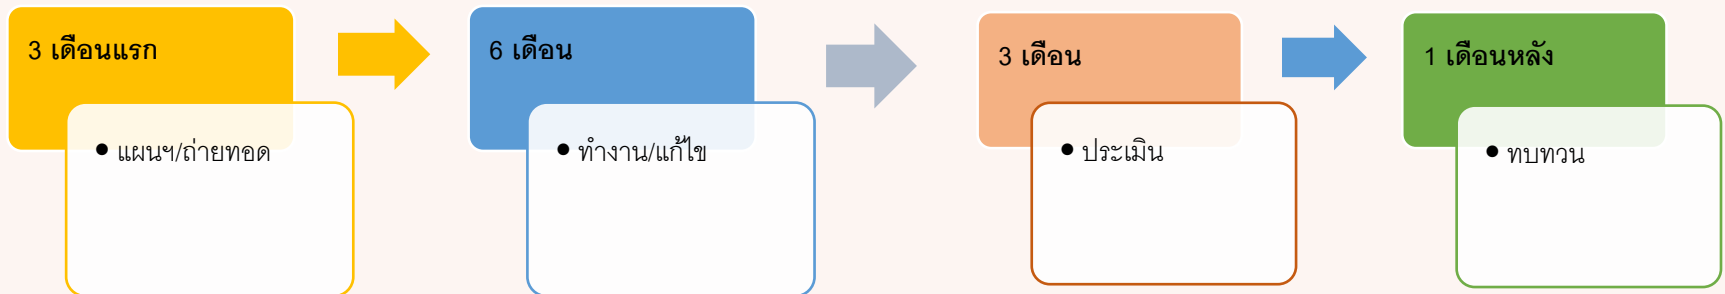 3 เดือนแรก
• แผนฯ/ถ่ายทอด
6 เดือน
• ทำงาน/แก้ไข
3 เดือน
• ประเมิน
1 เดือนหลัง
• ทบทวน